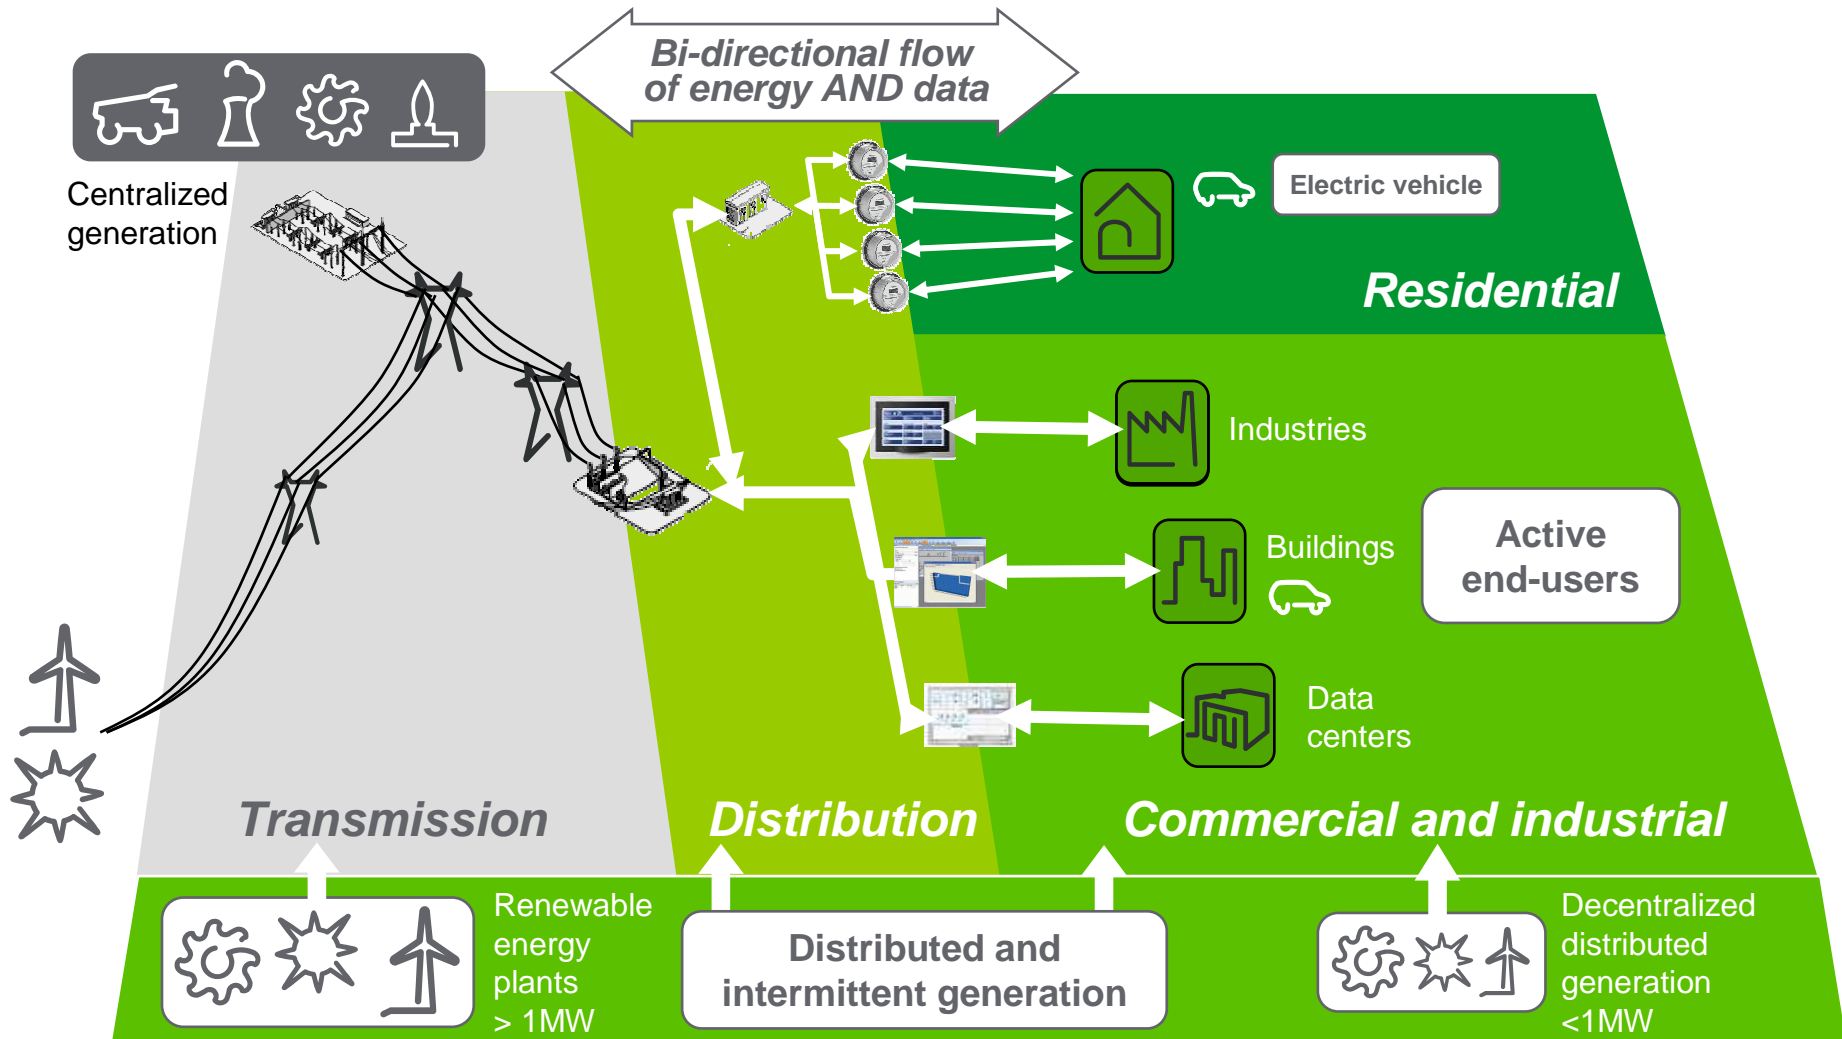 Bi-directional flow
of energy AND data
Centralized
generation
Electric vehicle
Residential
Industries
Buildings
Active
end-users
Data
centers
Transmission
Distribution
Commercial and industrial
Renewable
energy
plants
> 1MW
Distributed and
intermittent generation
Decentralized
distributed
generation
<1MW